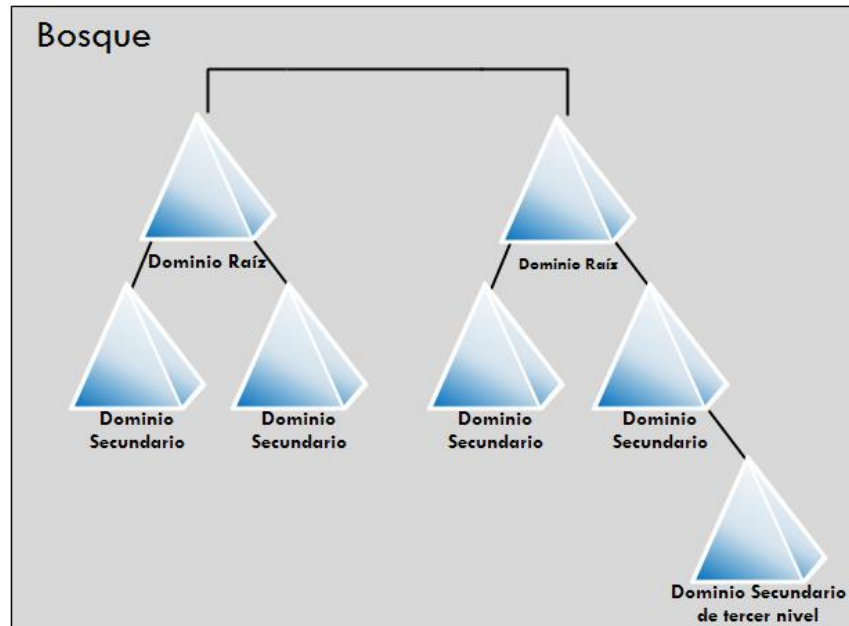 Bosque
Dominio Raíz
Dominio Raíz
Dominio
Secundario
Dominio
Secundario
Dominio
Secundario
Dominio
Secundario
Dominio Secundario
de tercer nivel